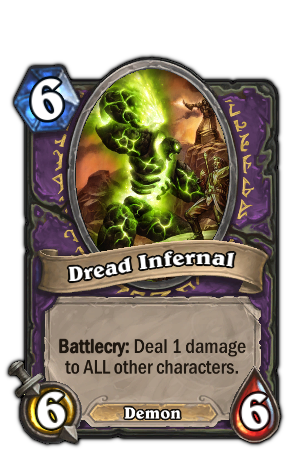 6
Dread Infernal
Battlecry: Deal 1 damage
to ALL other characters.
6
Demon
6